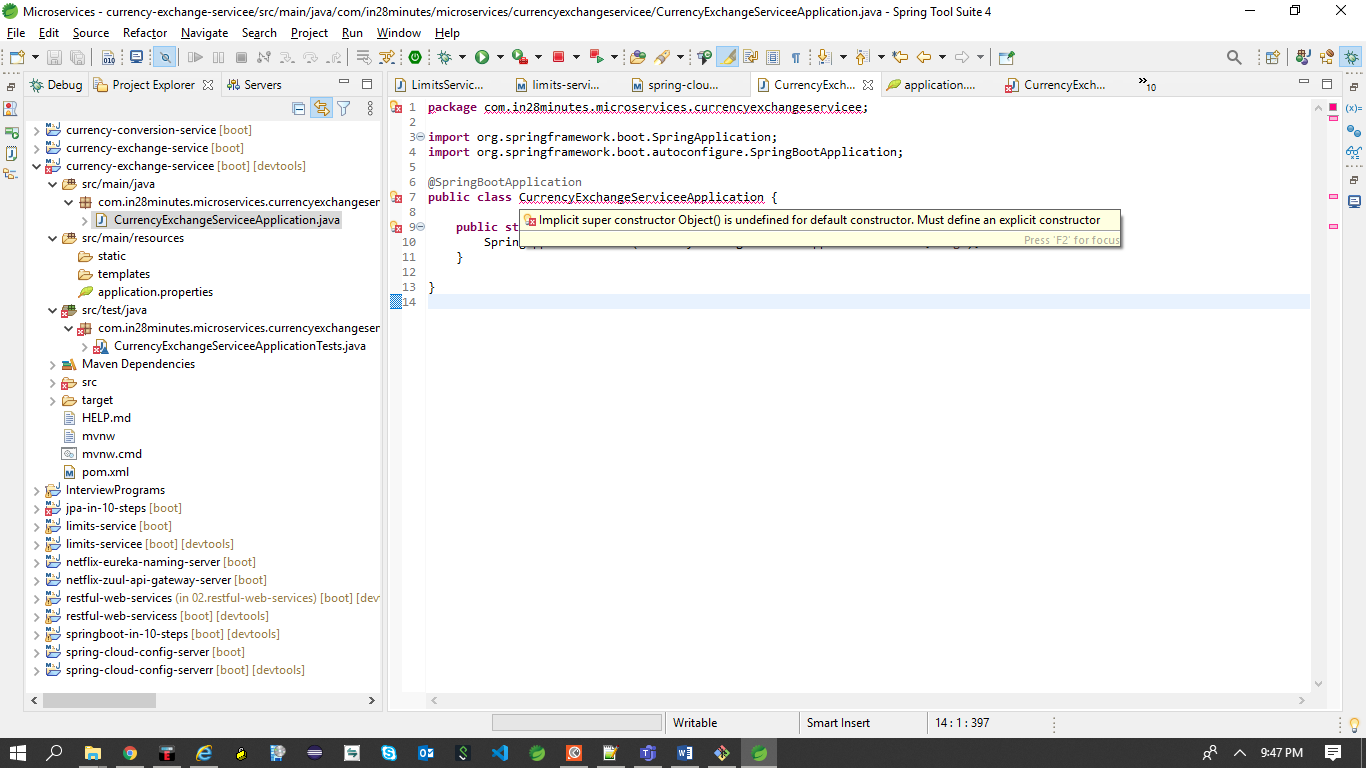 Microservices - currency-exchange-servicee/src/main/java/com/in28minutes/microservices/currencyexchangeservicee/CurrencyExchangeServiceeApplication.java - Spring Tool Suite 4
File Edit Source Refactor Navigate Search Project Run Window Help
Debug Project Explorer Servers
LimitsServic... limits-servi... spring-clou... CurrencyExch... application.... CurrencyExch... »10
currency-conversion-service [boot]
currency-exchange-service [boot]
currency-exchange-servicee [boot] [devtools]
src/main/java
com.in28minutes.microservices.currencyexchangeser
CurrencyExchangeServiceeApplication.java
src/main/resources
static
templates
application.properties
src/test/java
com.in28minutes.microservices.currencyexchangeser
CurrencyExchangeServiceeApplicationTests.java
Maven Dependencies
src
target
HELP.md
mvnw
mvnw.cmd
pom.xml
InterviewPrograms
jpa-in-10-steps [boot]
limits-service [boot]
limits-servicee [boot] [devtools]
netflix-eureka-naming-server [boot]
netflix-zuul-api-gateway-server [boot]
restful-web-services (in 02.restful-web-services) [boot] [dev
restful-web-servicess [boot] [devtools]
springboot-in-10-steps [boot] [devtools]
spring-cloud-config-server [boot]
spring-cloud-config-serverr [boot] [devtools]
1 package com.in28minutes.microservices.currencyexchangeservicee;
2
3 import org.springframework.boot.SpringApplication;
4 import org.springframework.boot.autoconfigure.SpringBootApplication;
5
6 @SpringBootApplication
7 public class CurrencyExchangeServiceeApplication {
8
Implicit super constructor Object() is undefined for default constructor. Must define an explicit constructor
Press 'F2' for focus
9 public st
10 Spring
11 }
12
13 }
14
Writable Smart Insert 14 : 1 : 397
9:47 PM